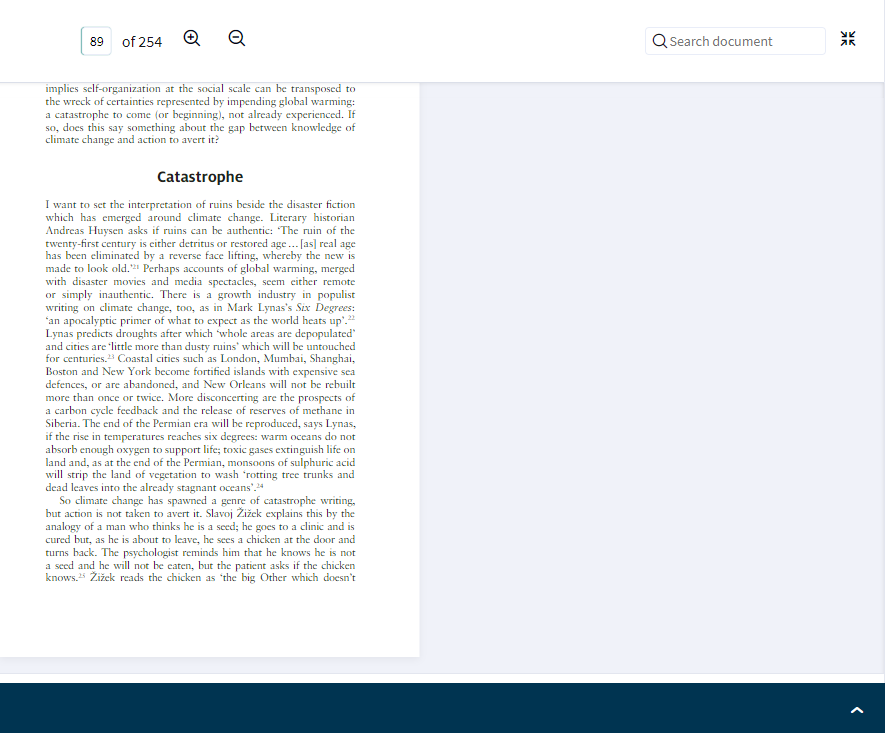 89 of 254 Search document
implies self-organization at the social scale can be transposed to
the wreck of certainties represented by impending global warming:
a catastrophe to come (or beginning), not already experienced. If
so, does this say something about the gap between knowledge of
climate change and action to avert it?
Catastrophe
I want to set the interpretation of ruins beside the disaster fiction
which has emerged around climate change. Literary historian
Andreas Huysen asks if ruins can be authentic: ‘The ruin of the
twenty-first century is either detritus or restored age … [as] real age
has been eliminated by a reverse face lifting, whereby the new is
made to look old.’²¹ Perhaps accounts of global warming, merged
with disaster movies and media spectacles, seem either remote
or simply inauthentic. There is a growth industry in populist
writing on climate change, too, as in Mark Lynas’s Six Degrees:
‘an apocalyptic primer of what to expect as the world heats up’.²²
Lynas predicts droughts after which ‘whole areas are depopulated’
and cities are ‘little more than dusty ruins’ which will be untouched
for centuries.²³ Coastal cities such as London, Mumbai, Shanghai,
Boston and New York become fortified islands with expensive sea
defences, or are abandoned, and New Orleans will not be rebuilt
more than once or twice. More disconcerting are the prospects of
a carbon cycle feedback and the release of reserves of methane in
Siberia. The end of the Permian era will be reproduced, says Lynas,
if the rise in temperatures reaches six degrees: warm oceans do not
absorb enough oxygen to support life; toxic gases extinguish life on
land and, as at the end of the Permian, monsoons of sulphuric acid
will strip the land of vegetation to wash ‘rotting tree trunks and
dead leaves into the already stagnant oceans’.²⁴
So climate change has spawned a genre of catastrophe writing,
but action is not taken to avert it. Slavoj Žižek explains this by the
analogy of a man who thinks he is a seed; he goes to a clinic and is
cured but, as he is about to leave, he sees a chicken at the door and
turns back. The psychologist reminds him that he knows he is not
a seed and he will not be eaten, but the patient asks if the chicken
knows.²⁵ Žižek reads the chicken as ‘the big Other which doesn’t